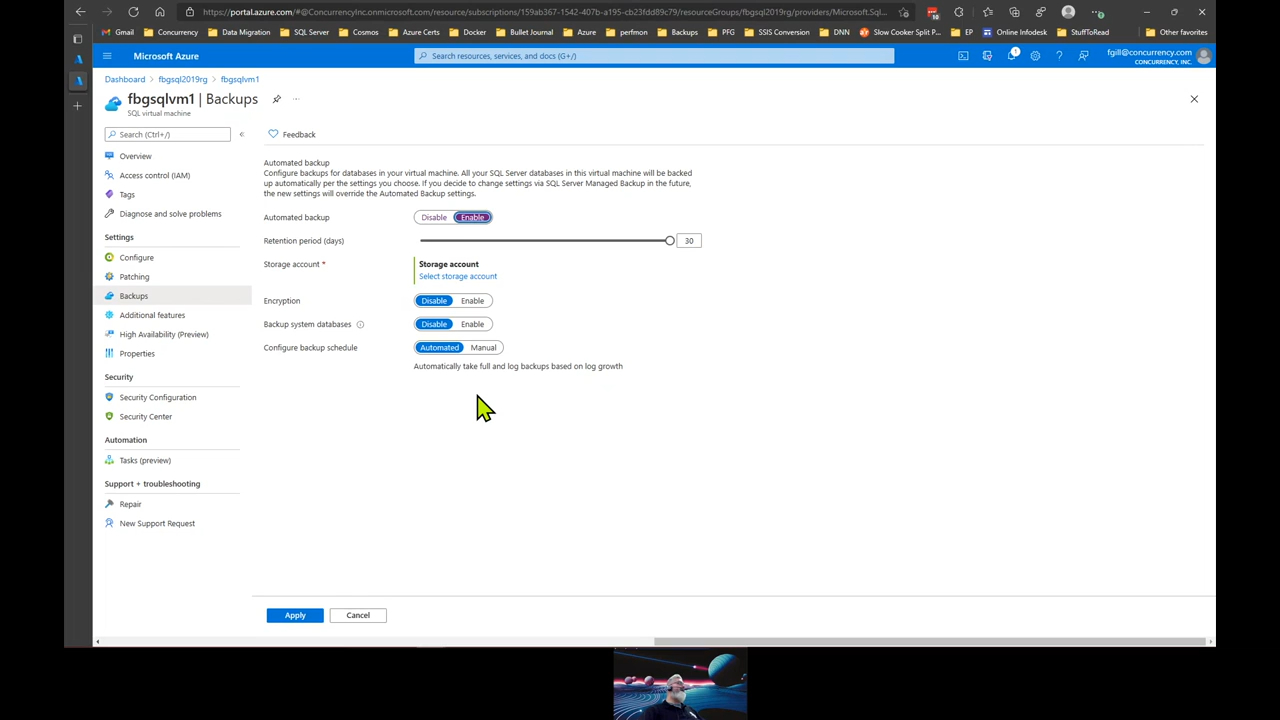 https://portal.azure.com/#@ConcurrencyInc.onmicrosoft.com/resource/subscriptions/159ab367-1542-407b-a195-cb23fdd89c79/resourceGroups/fbgsql2019rg/providers/Microsoft.Sql...
10
Gmail Concurrency Data Migration SQL Server Cosmos Azure Certs Docker Bullet Journal Azure perfmon Backups PFG SSIS Conversion DNN Slow Cooker Split P... EP Online Infodesk StuffToRead Other favorites
Microsoft Azure
Search resources, services, and docs (G+/)
1
fgill@concurrency.com
CONCURRENCY, INC.
Dashboard > fbgsql2019rg > fbgsqlvm1
fbgsqlvm1 | Backups
SQL virtual machine
Search (Ctrl+/)
«
Overview
Access control (IAM)
Tags
Diagnose and solve problems
Settings
Configure
Patching
Backups
Additional features
High Availability (Preview)
Properties
Security
Security Configuration
Security Center
Automation
Tasks (preview)
Support + troubleshooting
Repair
New Support Request
Feedback
Automated backup
Configure backups for databases in your virtual machine. All your SQL Server databases in this virtual machine will be backed
up automatically per the settings you choose. If you decide to change settings via SQL Server Managed Backup in the future,
the new settings will override the Automated Backup settings.
Automated backup Disable Enable
Retention period (days) 30
Storage account * Storage account
Select storage account
Encryption Disable Enable
Backup system databases Disable Enable
Configure backup schedule Automated Manual
Automatically take full and log backups based on log growth
Apply Cancel